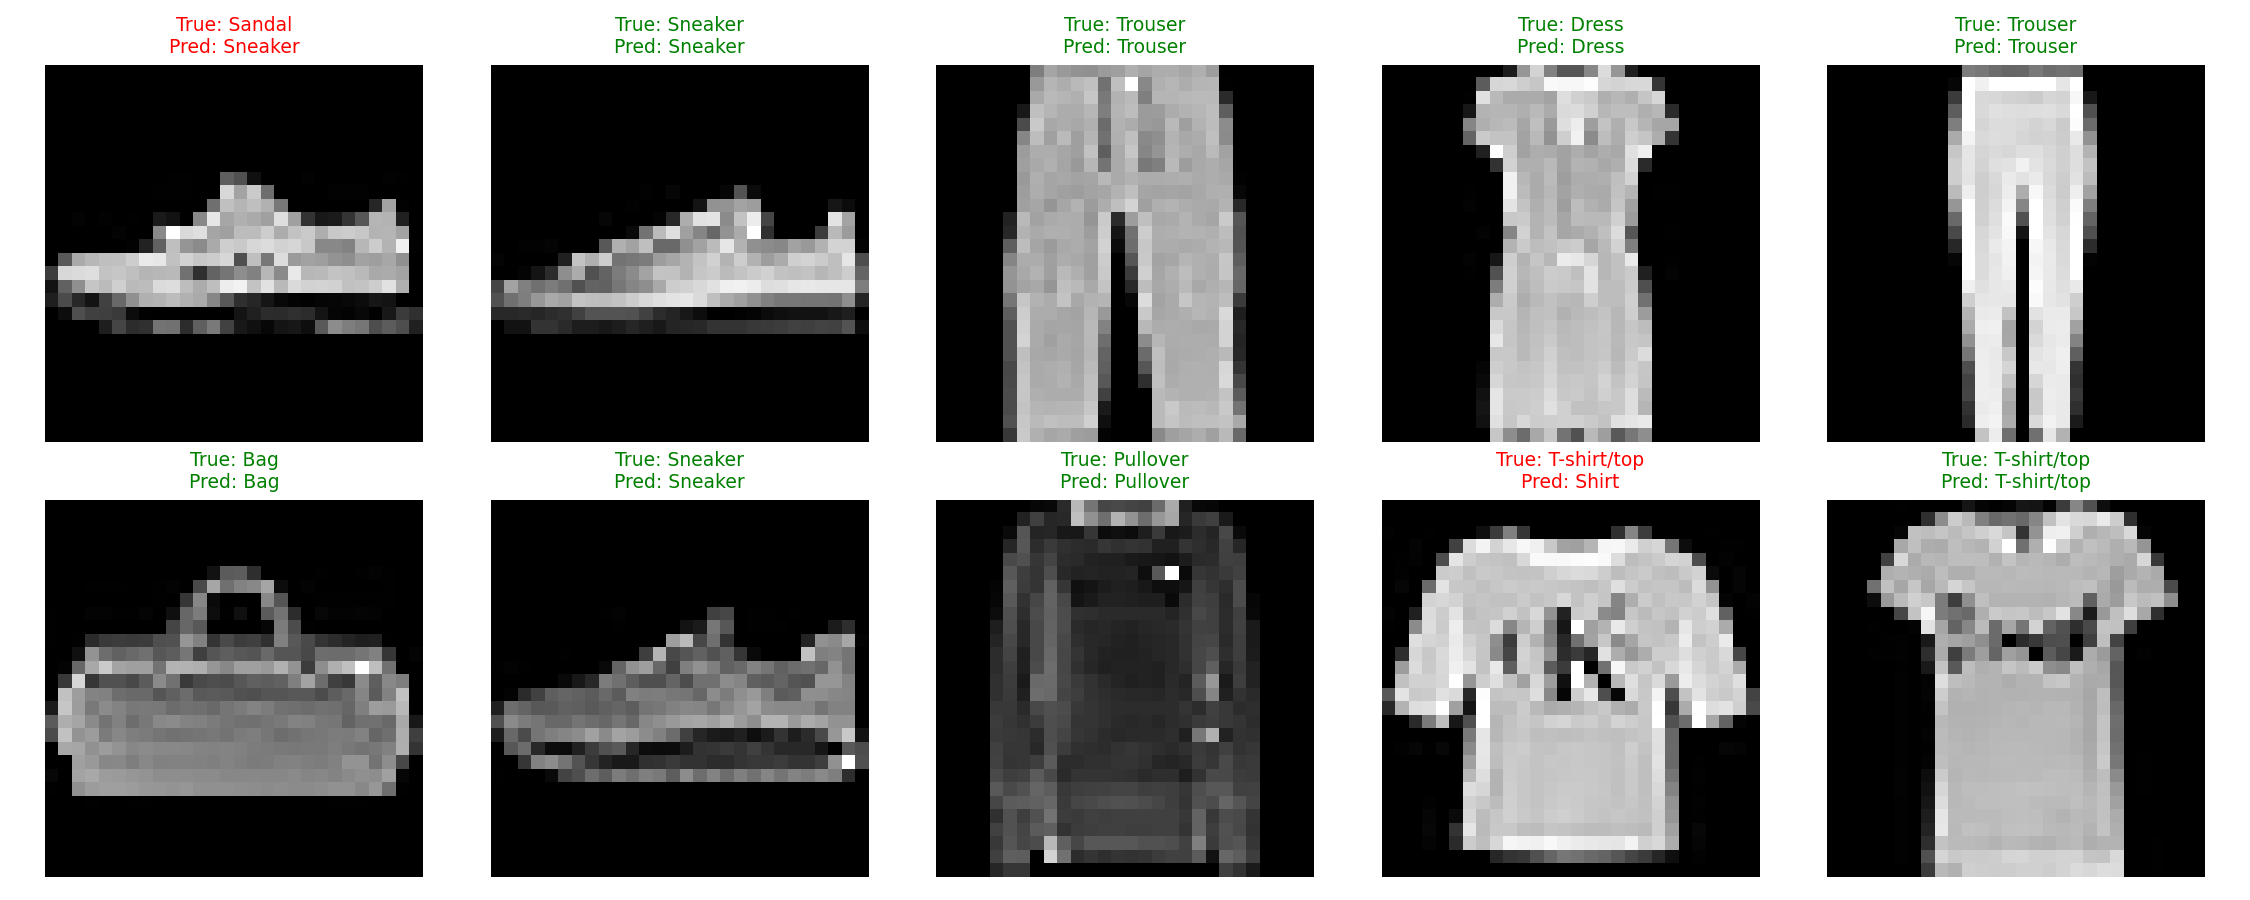 True: Sandal
Pred: Sneaker
True: Sneaker
Pred: Sneaker
True: Trouser
Pred: Trouser
True: Dress
Pred: Dress
True: Trouser
Pred: Trouser
True: Bag
Pred: Bag
True: Sneaker
Pred: Sneaker
True: Pullover
Pred: Pullover
True: T-shirt/top
Pred: Shirt
True: T-shirt/top
Pred: T-shirt/top